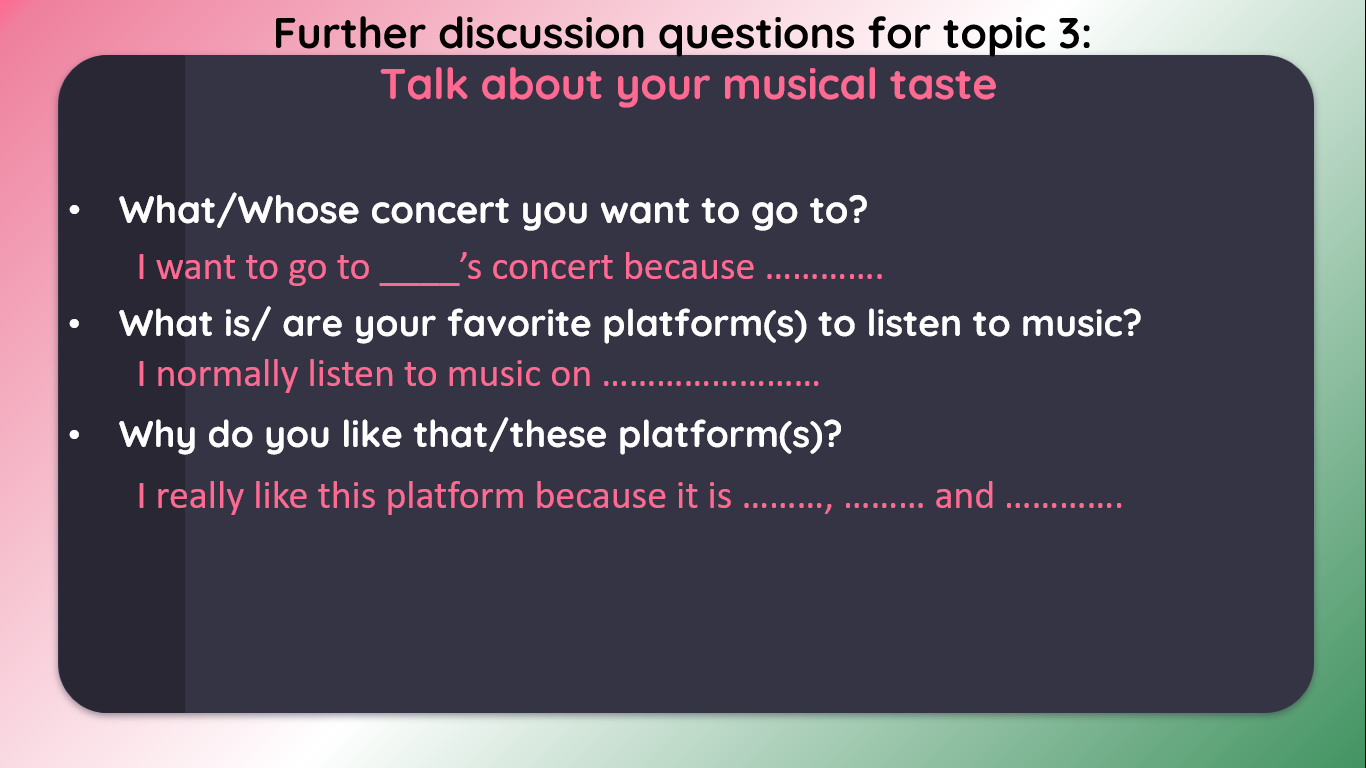 Further discussion questions for topic 3:
Talk about your musical taste
• What/Whose concert you want to go to?
I want to go to ____’s concert because ………….
• What is/ are your favorite platform(s) to listen to music?
I normally listen to music on ……………………
• Why do you like that/these platform(s)?
I really like this platform because it is ………, ……… and ………….